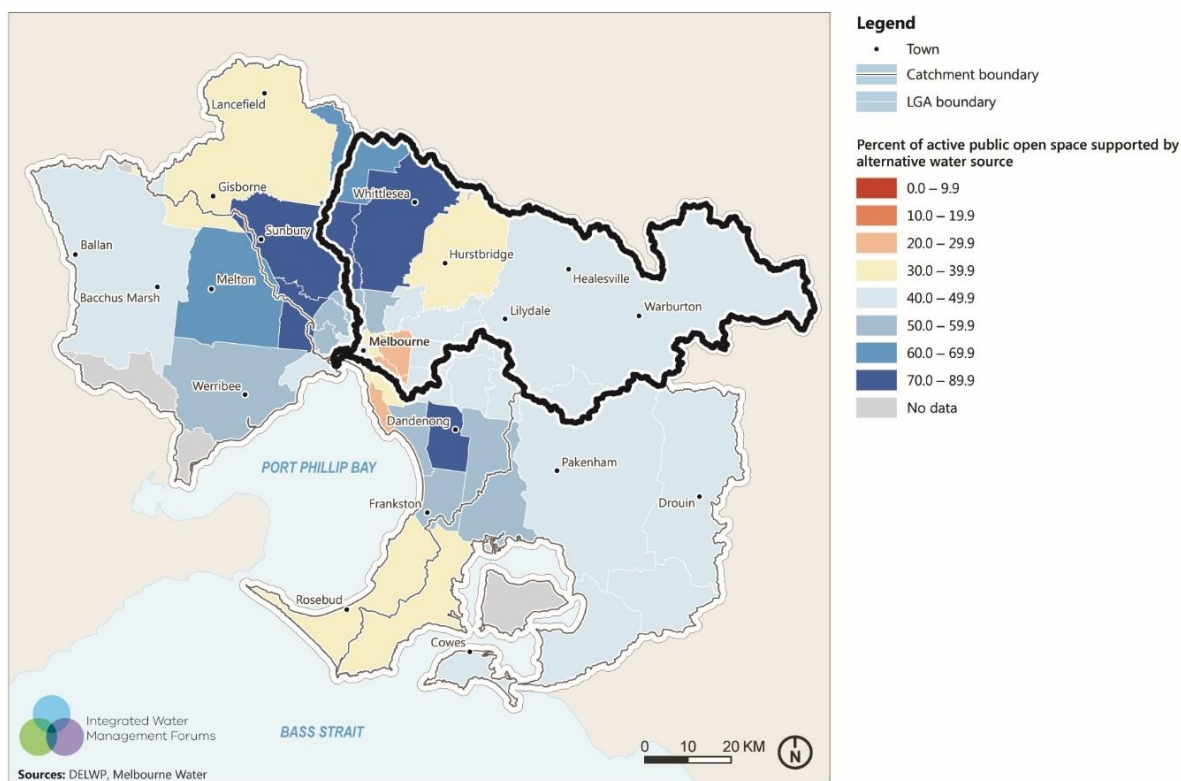 Lancefield
Gisborne
Whittlesea
Sunbury
Ballan
Melton
Bacchus Marsh
Hurstbridge
Healesville
Lilydale
Warburton
Melbourne
Werribee
Dandenong
PORT PHILLIP BAY
Pakenham
Frankston
Drouin
Rosebud
Cowes
BASS STRAIT
Integrated Water
Management Forums
0 10 20 KM
N
Sources: DELWP, Melbourne Water
Legend
Town
Catchment boundary
LGA boundary
Percent of active public open space supported by
alternative water source
0.0 – 9.9
10.0 – 19.9
20.0 – 29.9
30.0 – 39.9
40.0 – 49.9
50.0 – 59.9
60.0 – 69.9
70.0 – 89.9
No data